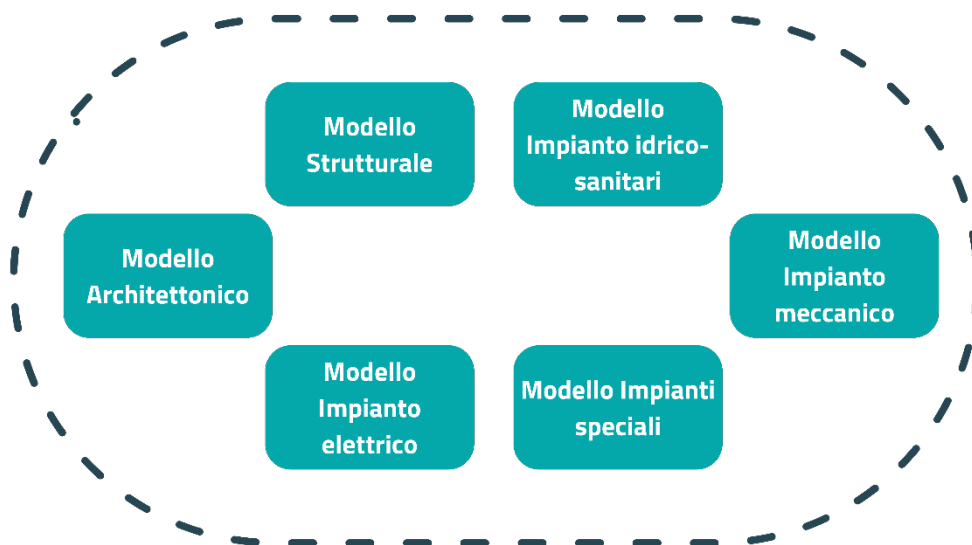 Modello
Strutturale
Modello
Impianto idrico-
sanitari
Modello
Architettonico
Modello
Impianto
meccanico
Modello
Impianto
elettrico
Modello Impianti
speciali